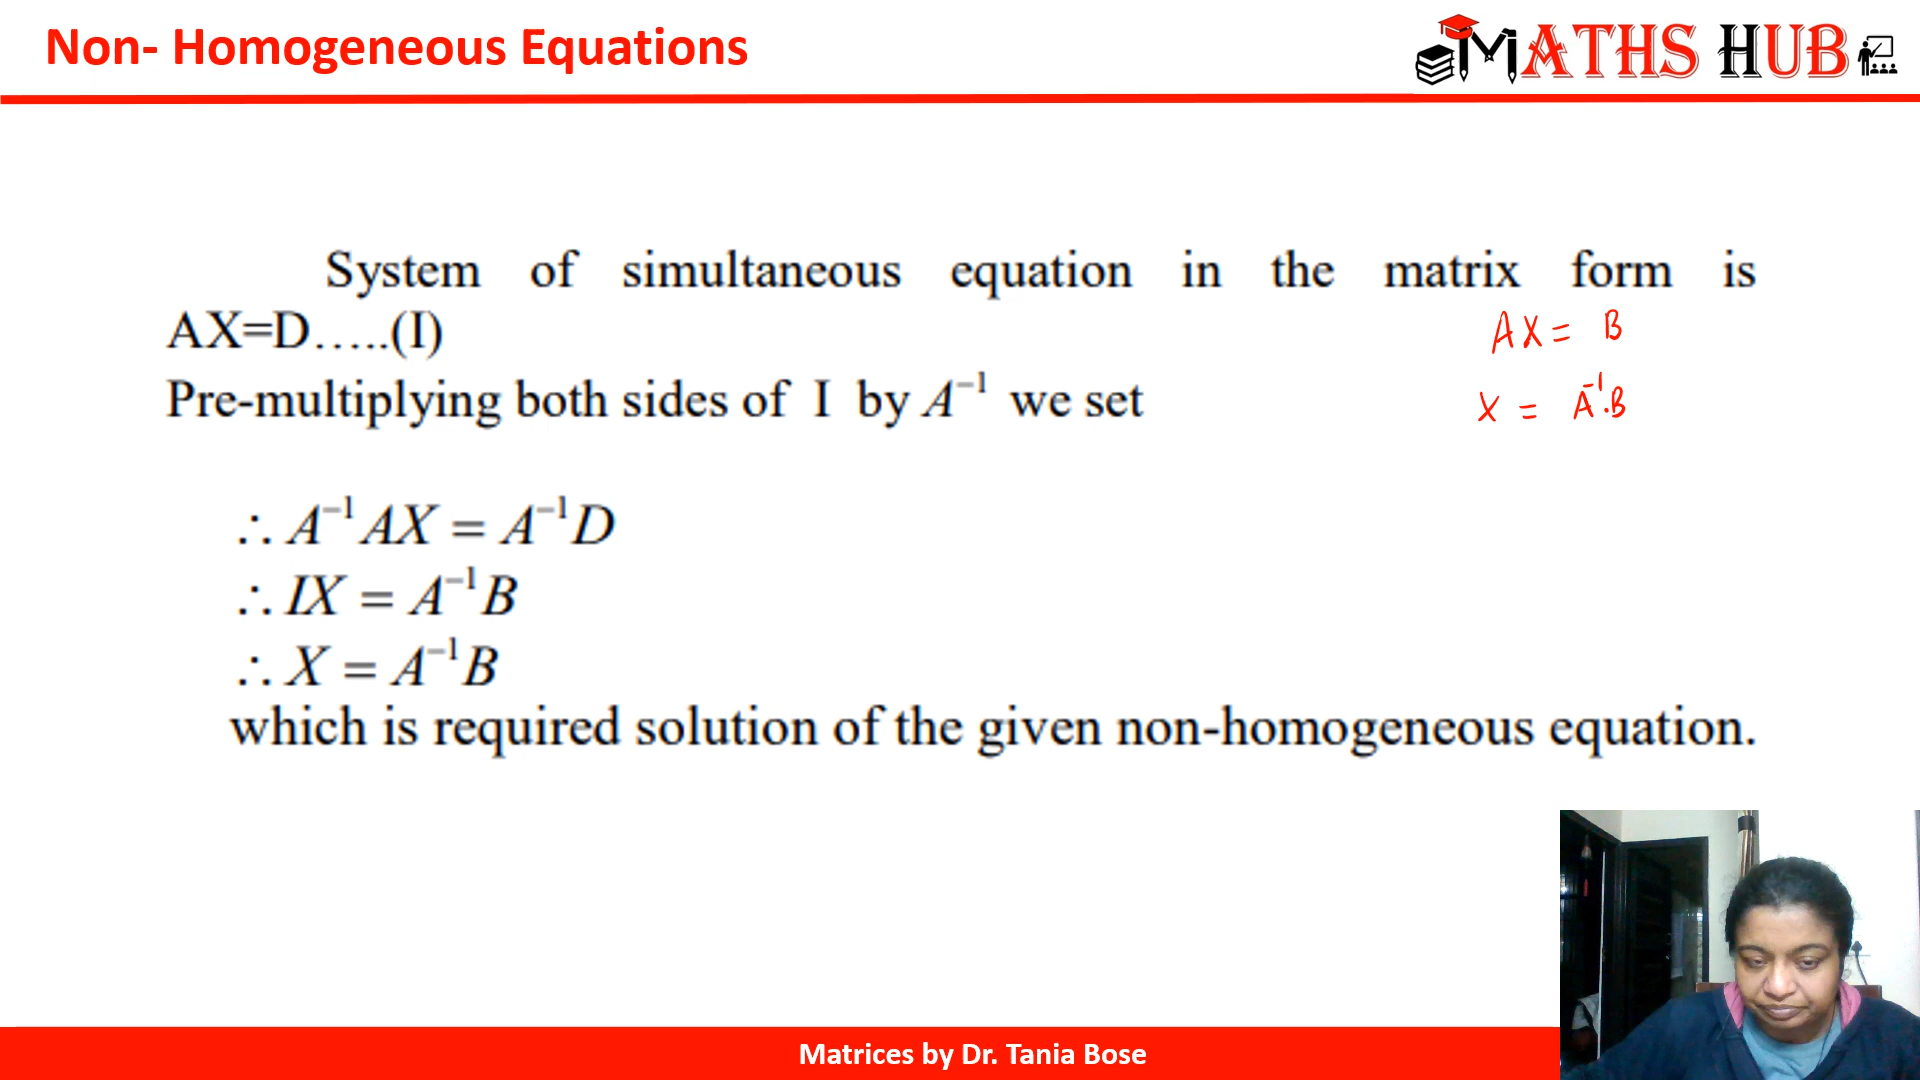 Non- Homogeneous Equations
MATHS HUB
System of simultaneous equation in the matrix form is
AX=D.....(I)
AX = B
Pre-multiplying both sides of I by A⁻¹ we set
X = A⁻¹.B
∴ A⁻¹AX = A⁻¹D
∴ IX = A⁻¹B
∴ X = A⁻¹B
which is required solution of the given non-homogeneous equation.
Matrices by Dr. Tania Bose